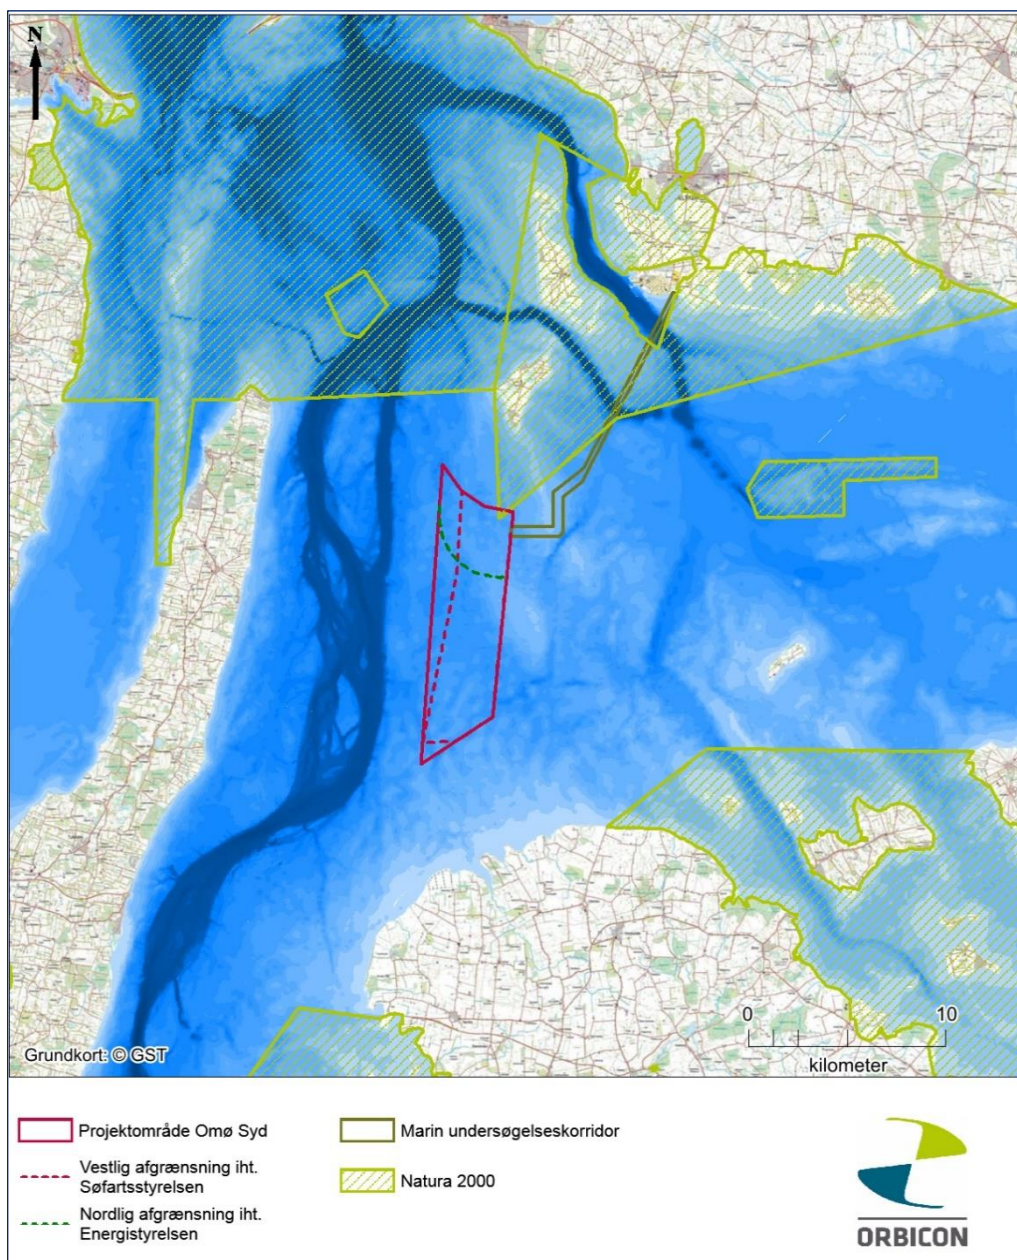 N
0 10
kilometer
Grundkort: © GST
Projektområde Omø Syd
Vestlig afgrænsning iht.
Søfartsstyrelsen
Nordlig afgrænsning iht.
Energistyrelsen
Marin undersøgelseskorridor
Natura 2000
ORBICON